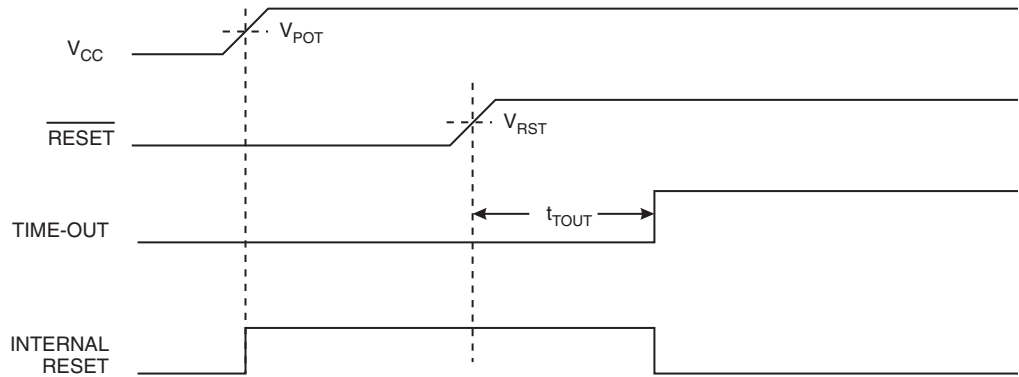 V_CC
V_POT
RESET
V_RST
TIME-OUT
t_TOUT
INTERNAL
RESET